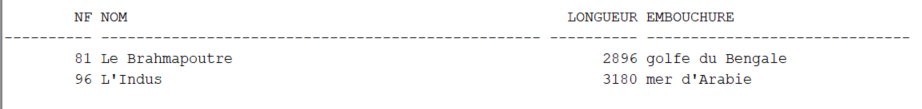 NF NOM LONGUEUR EMBOUCHURE
---------- -------------------------------------------------- ---------- ------------------------------
81 Le Brahmapoutre 2896 golfe du Bengale
96 L'Indus 3180 mer d'Arabie